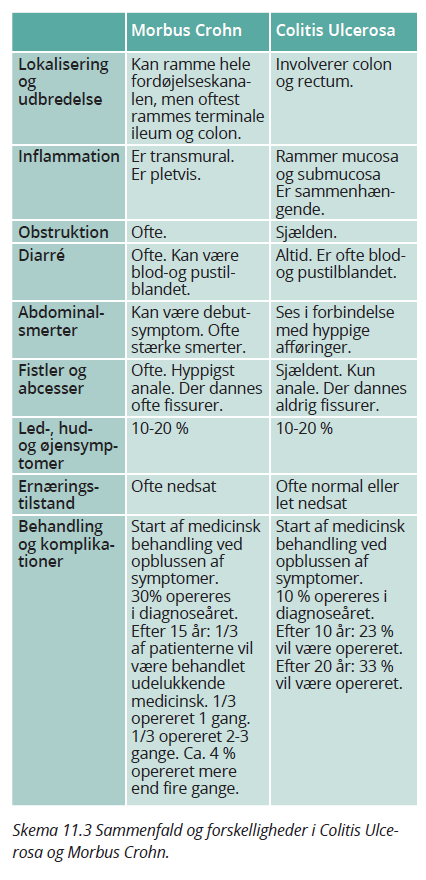 Morbus Crohn
Colitis Ulcerosa
Lokalisering
og
udbredelse
Kan ramme hele
fordøjelseskana-
len, men oftest
rammes terminale
ileum og colon.
Involverer colon
og rectum.
Inflammation
Er transmural.
Er pletvis.
Rammer mucosa
og submucosa
Er sammenhæn-
gende.
Obstruktion
Ofte.
Sjælden.
Diarré
Ofte. Kan være
blod-og pustil-
blandet.
Altid. Er ofte blod-
og pustilblandet.
Abdominal-
smerter
Kan være debut-
symptom. Ofte
stærke smerter.
Ses i forbindelse
med hyppige
afføringer.
Fistler og
abcesser
Ofte. Hyppigst
anale. Der dannes
ofte fissurer.
Sjældent. Kun
anale. Der dannes
aldrig fissurer.
Led-, hud-
og øjensymp-
tomer
10-20 %
10-20 %
Ernærings-
tilstand
Ofte nedsat
Ofte normal eller
let nedsat
Behandling
og komplika-
tioner
Start af medicinsk
behandling ved
opblussen af
symptomer.
30% opereres
i diagnoseåret.
Efter 15 år: 1/3
af patienterne vil
være behandlet
udelukkende
medicinsk. 1/3
opereret 1 gang.
1/3 opereret 2-3
gange. Ca. 4 %
opereret mere
end fire gange.
Start af medicinsk
behandling ved
opblussen af
symptomer.
10 % opereres i
diagnoseåret.
Efter 10 år: 23 %
vil være opereret.
Efter 20 år: 33 %
vil være opereret.
Skema 11.3 Sammenfald og forskelligheder i Colitis Ulce-
rosa og Morbus Crohn.